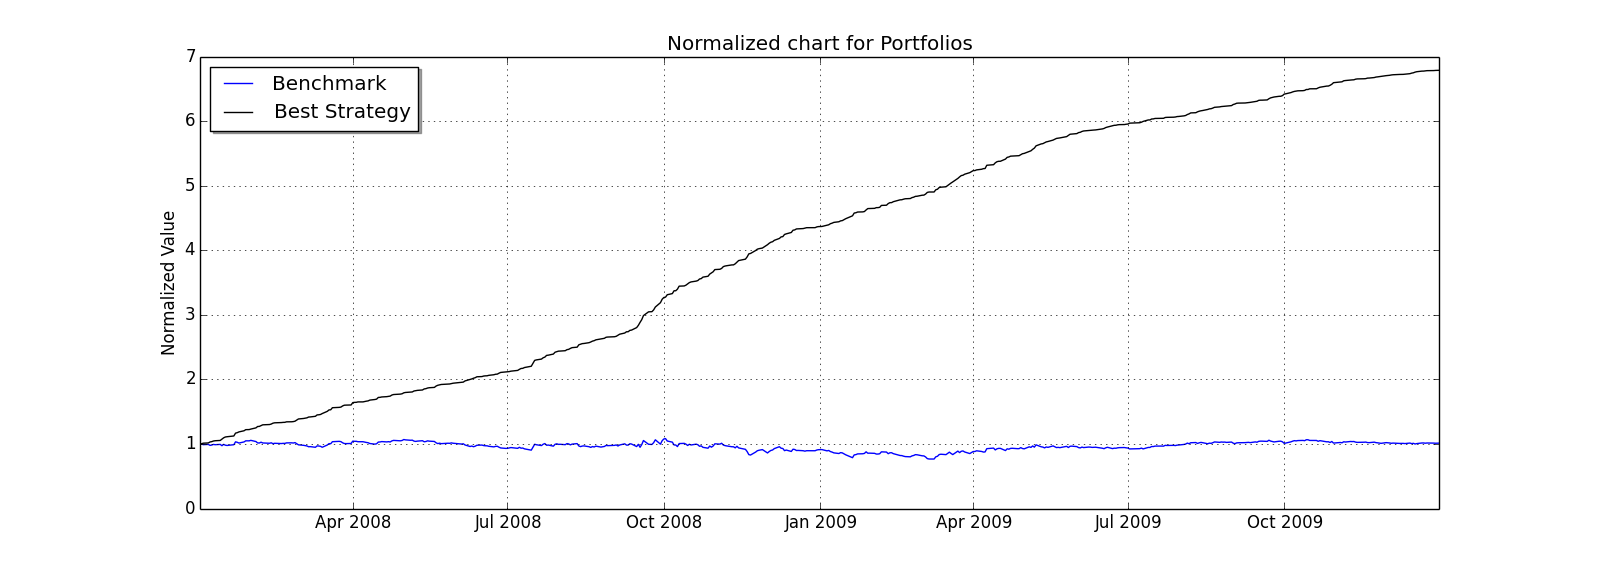 Normalized chart for Portfolios
Benchmark
Best Strategy
Normalized Value
7
6
5
4
3
2
1
0
Apr 2008 Jul 2008 Oct 2008 Jan 2009 Apr 2009 Jul 2009 Oct 2009